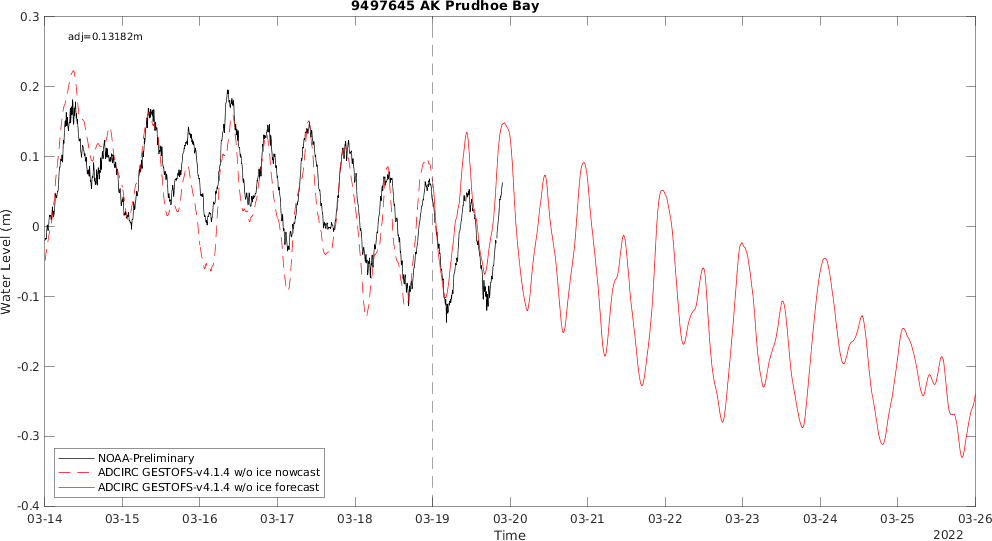 9497645 AK Prudhoe Bay
adj=0.13182m
0.3
0.2
0.1
0
-0.1
-0.2
-0.3
-0.4
Water Level (m)
NOAA-Preliminary
ADCIRC GESTOFS-v4.1.4 w/o ice nowcast
ADCIRC GESTOFS-v4.1.4 w/o ice forecast
03-14 03-15 03-16 03-17 03-18 03-19 03-20 03-21 03-22 03-23 03-24 03-25 03-26
Time
2022